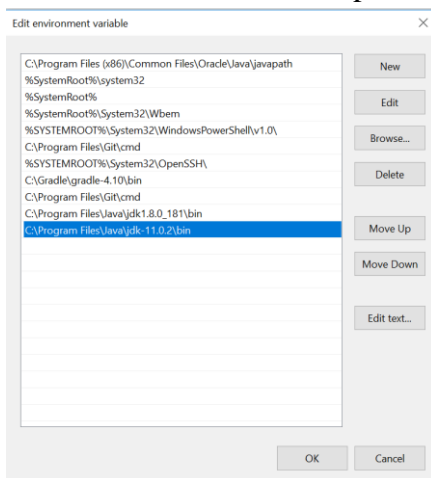 Edit environment variable
C:\Program Files (x86)\Common Files\Oracle\Java\javapath
%SystemRoot%\system32
%SystemRoot%
%SystemRoot%\System32\Wbem
%SYSTEMROOT%\System32\WindowsPowerShell\v1.0\
C:\Program Files\Git\cmd
%SYSTEMROOT%\System32\OpenSSH\
C:\Gradle\gradle-4.10\bin
C:\Program Files\Git\cmd
C:\Program Files\Java\jdk1.8.0_181\bin
C:\Program Files\Java\jdk-11.0.2\bin
New
Edit
Browse...
Delete
Move Up
Move Down
Edit text...
OK
Cancel